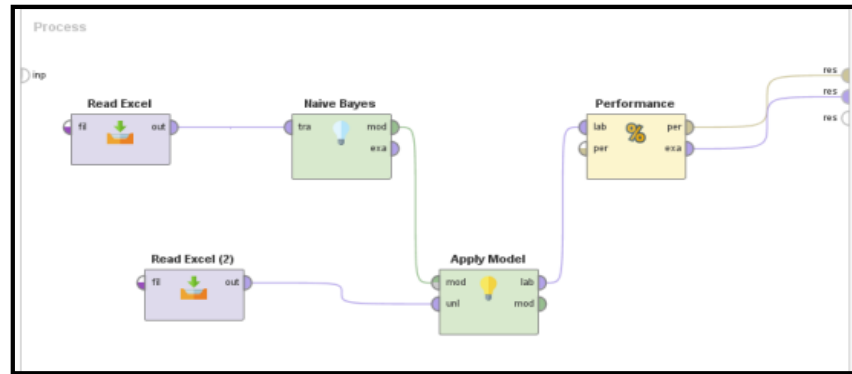 Process
inp
res
res
res
Read Excel
fil
out
Naive Bayes
tra
mod
exa
Performance
lab
per
%
per
exa
Read Excel (2)
fil
out
Apply Model
mod
lab
unl
mod